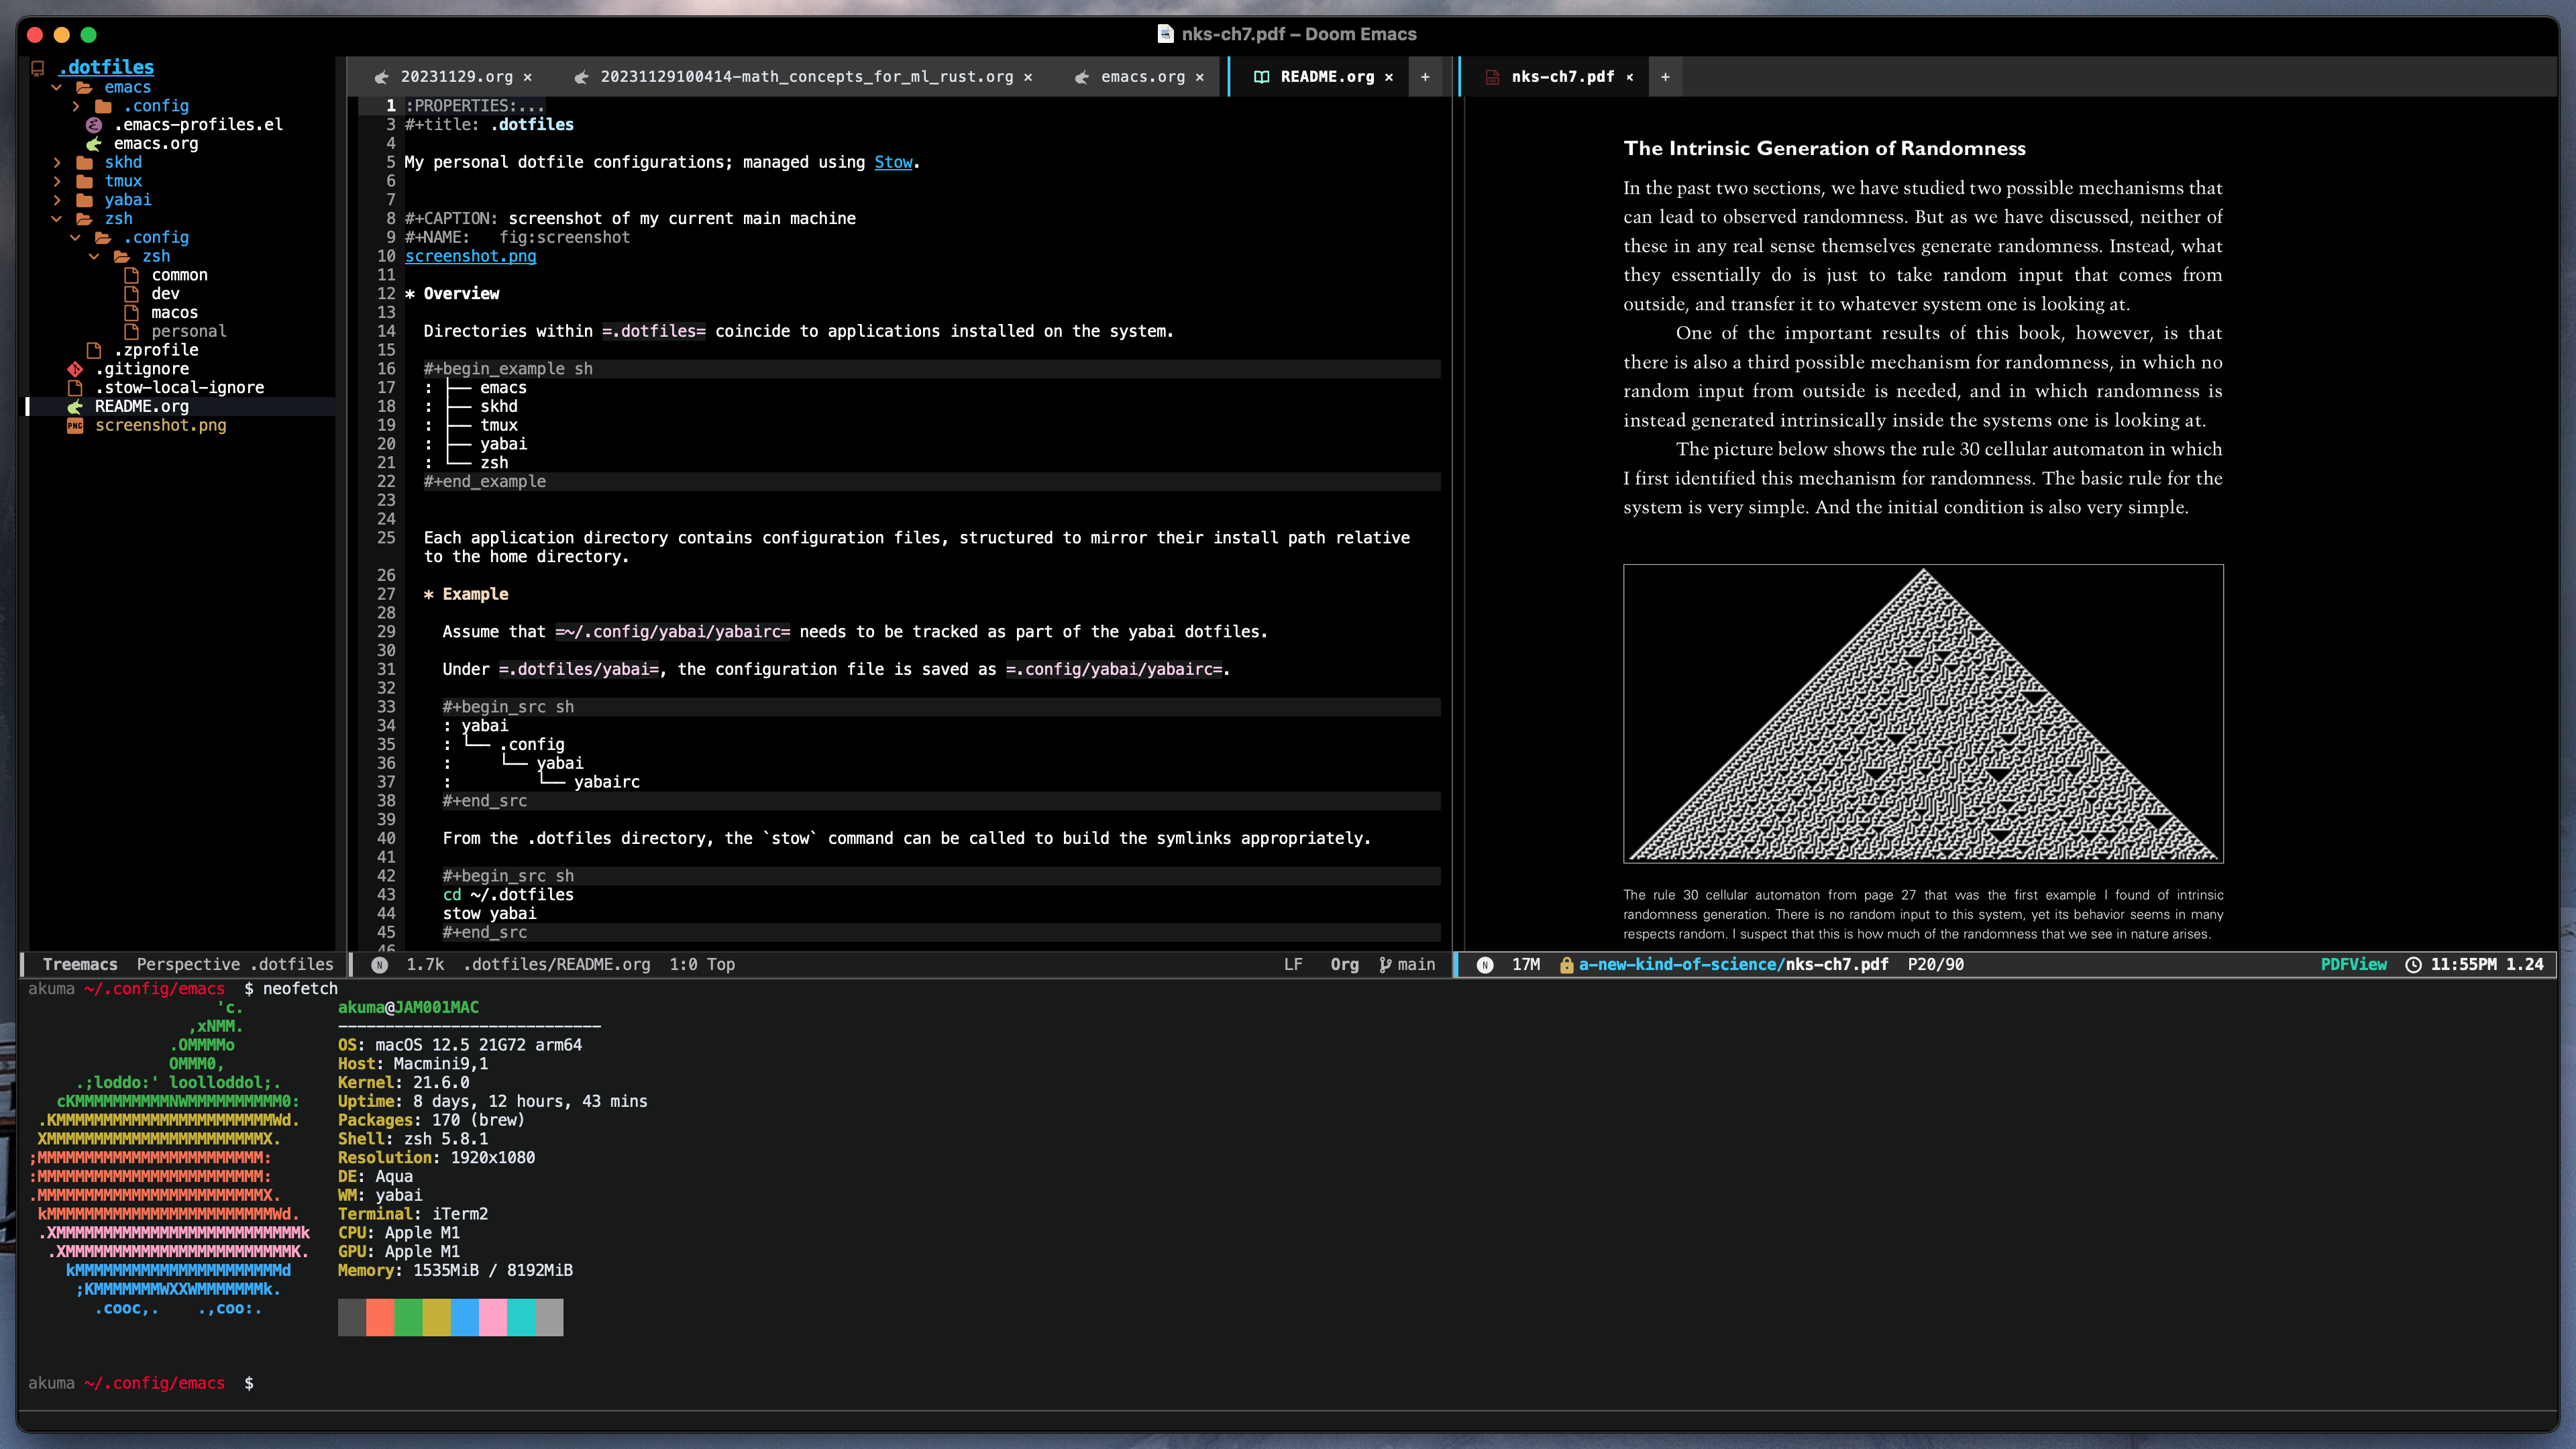 nks-ch7.pdf – Doom Emacs
.dotfiles
emacs
.config
.emacs-profiles.el
emacs.org
skhd
tmux
yabai
zsh
.config
zsh
common
dev
macos
personal
.zprofile
.gitignore
.stow-local-ignore
README.org
PNG screenshot.png
Treemacs Perspective .dotfiles
20231129.org × 20231129100414-math_concepts_for_ml_rust.org × emacs.org × README.org × +
1 :PROPERTIES:...
3 #+title: .dotfiles
4
5 My personal dotfile configurations; managed using Stow.
6
7
8 #+CAPTION: screenshot of my current main machine
9 #+NAME:   fig:screenshot
10 screenshot.png
11
12 * Overview
13
14 Directories within =.dotfiles= coincide to applications installed on the system.
15
16 #+begin_example sh
17 : ├── emacs
18 : ├── skhd
19 : ├── tmux
20 : ├── yabai
21 : └── zsh
22 #+end_example
23
24
25 Each application directory contains configuration files, structured to mirror their install path relative
to the home directory.
26
27 * Example
28
29 Assume that =~/.config/yabai/yabairc= needs to be tracked as part of the yabai dotfiles.
30
31 Under =.dotfiles/yabai=, the configuration file is saved as =.config/yabai/yabairc=.
32
33 #+begin_src sh
34 : yabai
35 : └── .config
36 :     └── yabai
37 :         └── yabairc
38 #+end_src
39
40 From the .dotfiles directory, the `stow` command can be called to build the symlinks appropriately.
41
42 #+begin_src sh
43 cd ~/.dotfiles
44 stow yabai
45 #+end_src
46
N 1.7k .dotfiles/README.org 1:0 Top LF Org main
nks-ch7.pdf × +
The Intrinsic Generation of Randomness
In the past two sections, we have studied two possible mechanisms that
can lead to observed randomness. But as we have discussed, neither of
these in any real sense themselves generate randomness. Instead, what
they essentially do is just to take random input that comes from
outside, and transfer it to whatever system one is looking at.
One of the important results of this book, however, is that
there is also a third possible mechanism for randomness, in which no
random input from outside is needed, and in which randomness is
instead generated intrinsically inside the systems one is looking at.
The picture below shows the rule 30 cellular automaton in which
I first identified this mechanism for randomness. The basic rule for the
system is very simple. And the initial condition is also very simple.
The rule 30 cellular automaton from page 27 that was the first example I found of intrinsic
randomness generation. There is no random input to this system, yet its behavior seems in many
respects random. I suspect that this is how much of the randomness that we see in nature arises.
N 17M a-new-kind-of-science/nks-ch7.pdf P20/90 PDFView 11:55PM 1.24
akuma ~/.config/emacs $ neofetch
'c.
,xNMM.
.OMMMMo
OMMM0,
.;loddo:' loolloddol;.
cKMMMMMMMMMMNWMMMMMMMMMM0:
.KMMMMMMMMMMMMMMMMMMMMMMMWd.
XMMMMMMMMMMMMMMMMMMMMMMMX.
;MMMMMMMMMMMMMMMMMMMMMMMM:
:MMMMMMMMMMMMMMMMMMMMMMMM:
.MMMMMMMMMMMMMMMMMMMMMMMMX.
kMMMMMMMMMMMMMMMMMMMMMMMMWd.
.XMMMMMMMMMMMMMMMMMMMMMMMMMMk
.XMMMMMMMMMMMMMMMMMMMMMMMMK.
kMMMMMMMMMMMMMMMMMMMMMMd
;KMMMMMMMWXXWMMMMMMMk.
.cooc,.    .,coo:.
akuma@JAM001MAC
----------------------------
OS: macOS 12.5 21G72 arm64
Host: Macmini9,1
Kernel: 21.6.0
Uptime: 8 days, 12 hours, 43 mins
Packages: 170 (brew)
Shell: zsh 5.8.1
Resolution: 1920x1080
DE: Aqua
WM: yabai
Terminal: iTerm2
CPU: Apple M1
GPU: Apple M1
Memory: 1535MiB / 8192MiB
akuma ~/.config/emacs $